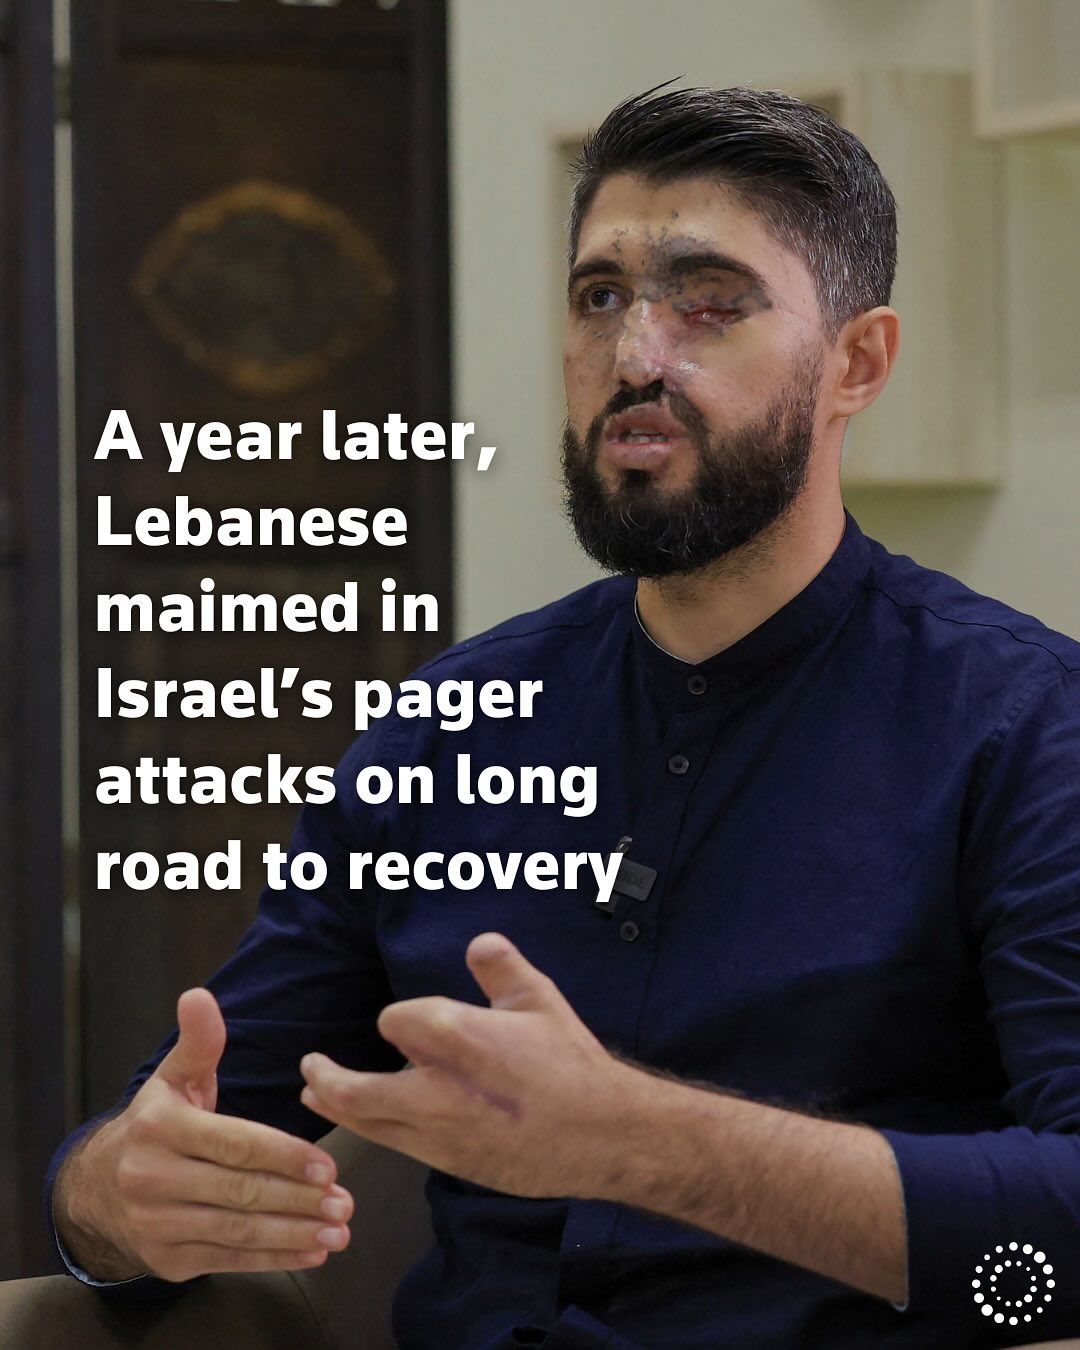 A year later,
Lebanese
maimed in
Israel’s pager
attacks on long
road to recovery